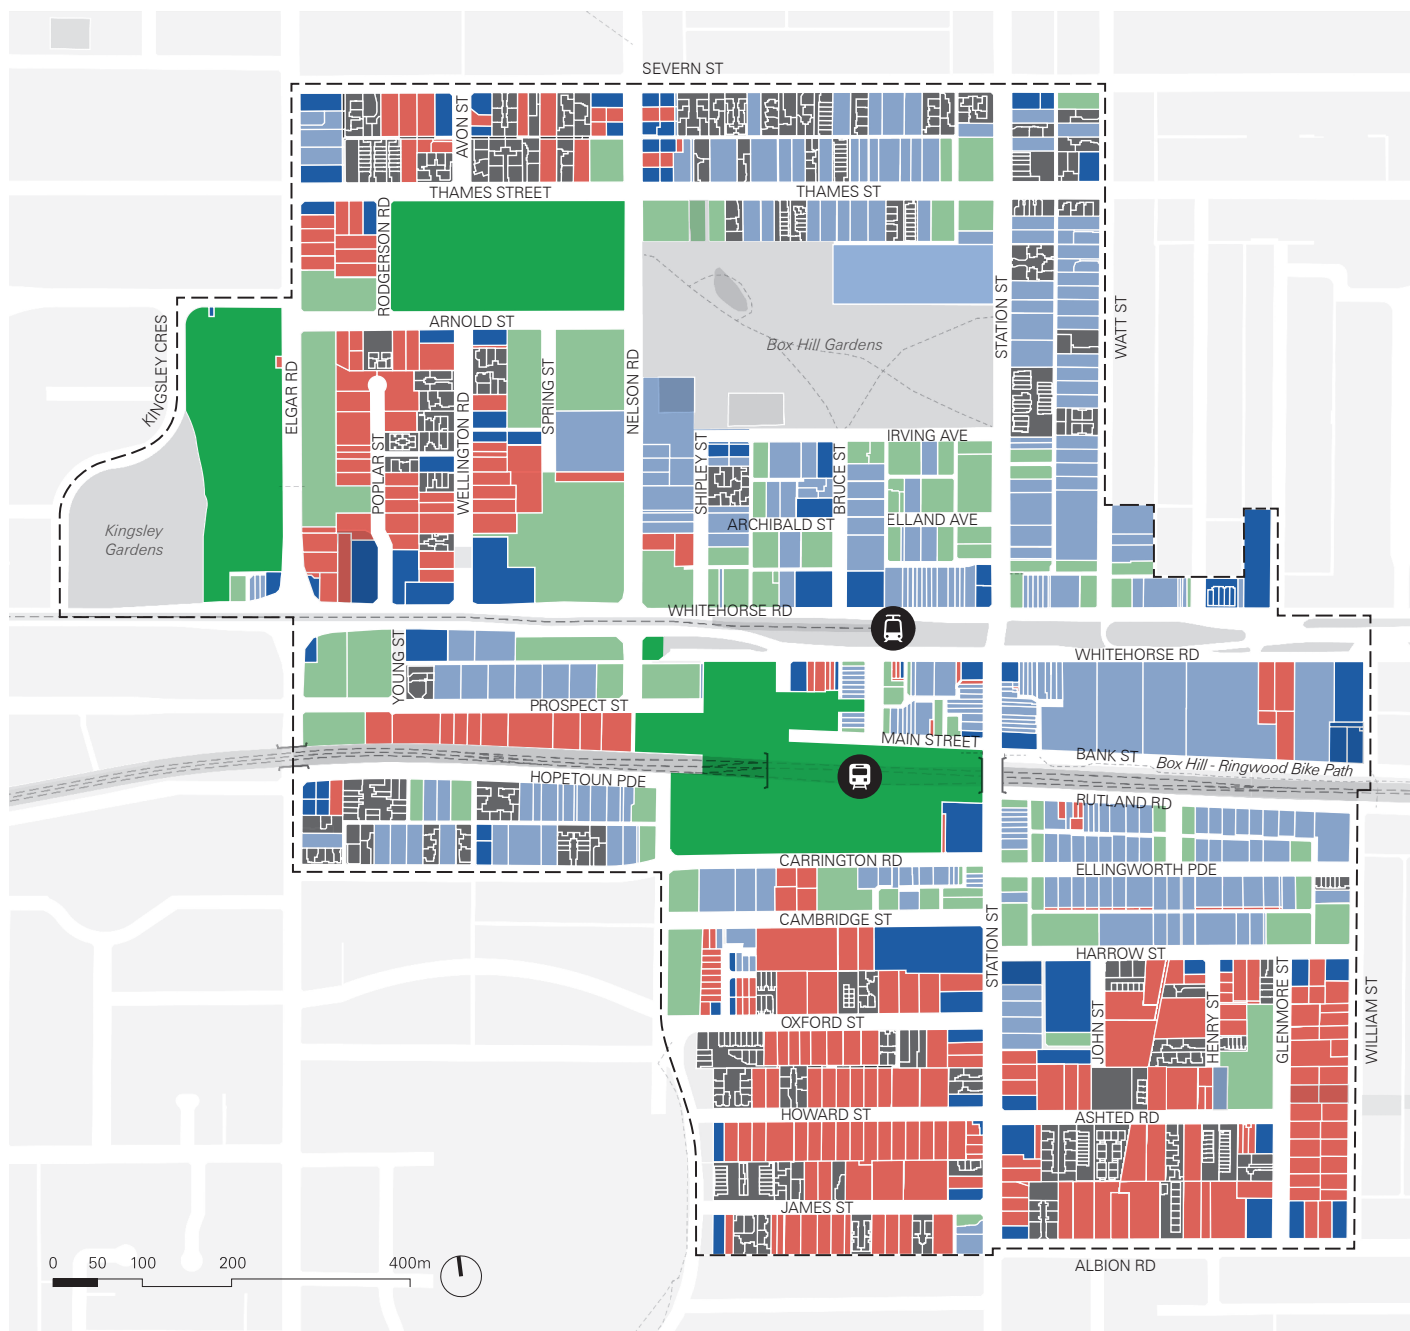 SEVERN ST
AVON ST
THAMES STREET
THAMES ST
RODGERSON RD
STATION ST
WATT ST
KINGSLEY CRES
ARNOLD ST
Box Hill Gardens
ELGAR RD
SPRING ST
NELSON RD
POPLAR ST
WELLINGTON RD
SHIPLEY ST
BRUCE ST
IRVING AVE
Kingsley
Gardens
ARCHIBALD ST
ELLAND AVE
WHITEHORSE RD
YOUNG ST
WHITEHORSE RD
PROSPECT ST
MAIN STREET
BANK ST
Box Hill - Ringwood Bike Path
HOPETOUN PDE
RUTLAND RD
CARRINGTON RD
ELLINGWORTH PDE
CAMBRIDGE ST
STATION ST
HARROW ST
OXFORD ST
JOHN ST
HENRY ST
GLENMORE ST
WILLIAM ST
HOWARD ST
ASHTED RD
JAMES ST
0 50 100 200 400m
ALBION RD